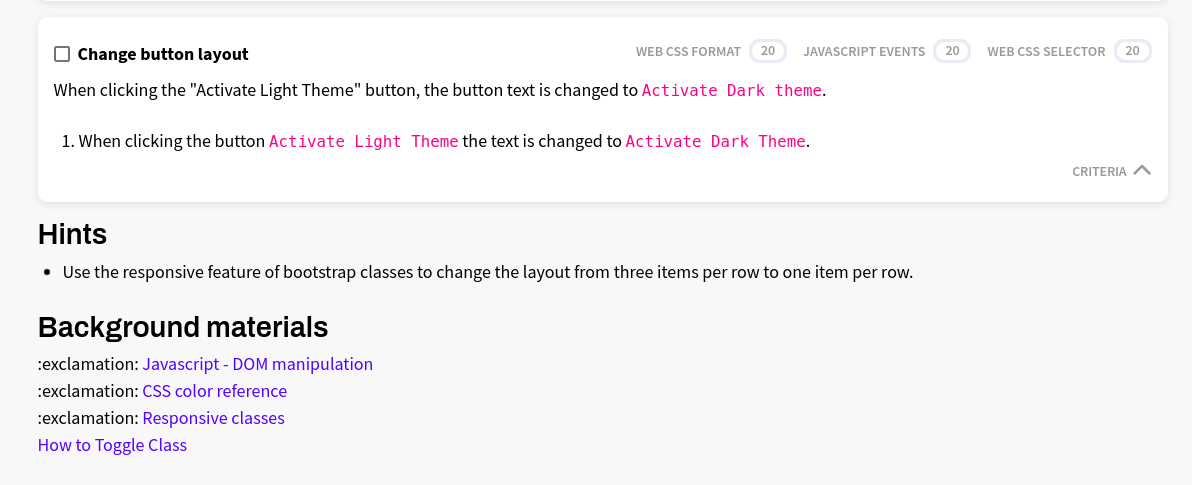 Change button layout WEB CSS FORMAT 20 JAVASCRIPT EVENTS 20 WEB CSS SELECTOR 20
When clicking the "Activate Light Theme" button, the button text is changed to Activate Dark theme.
1. When clicking the button Activate Light Theme the text is changed to Activate Dark Theme.
CRITERIA
Hints
• Use the responsive feature of bootstrap classes to change the layout from three items per row to one item per row.
Background materials
:exclamation: Javascript - DOM manipulation
:exclamation: CSS color reference
:exclamation: Responsive classes
How to Toggle Class